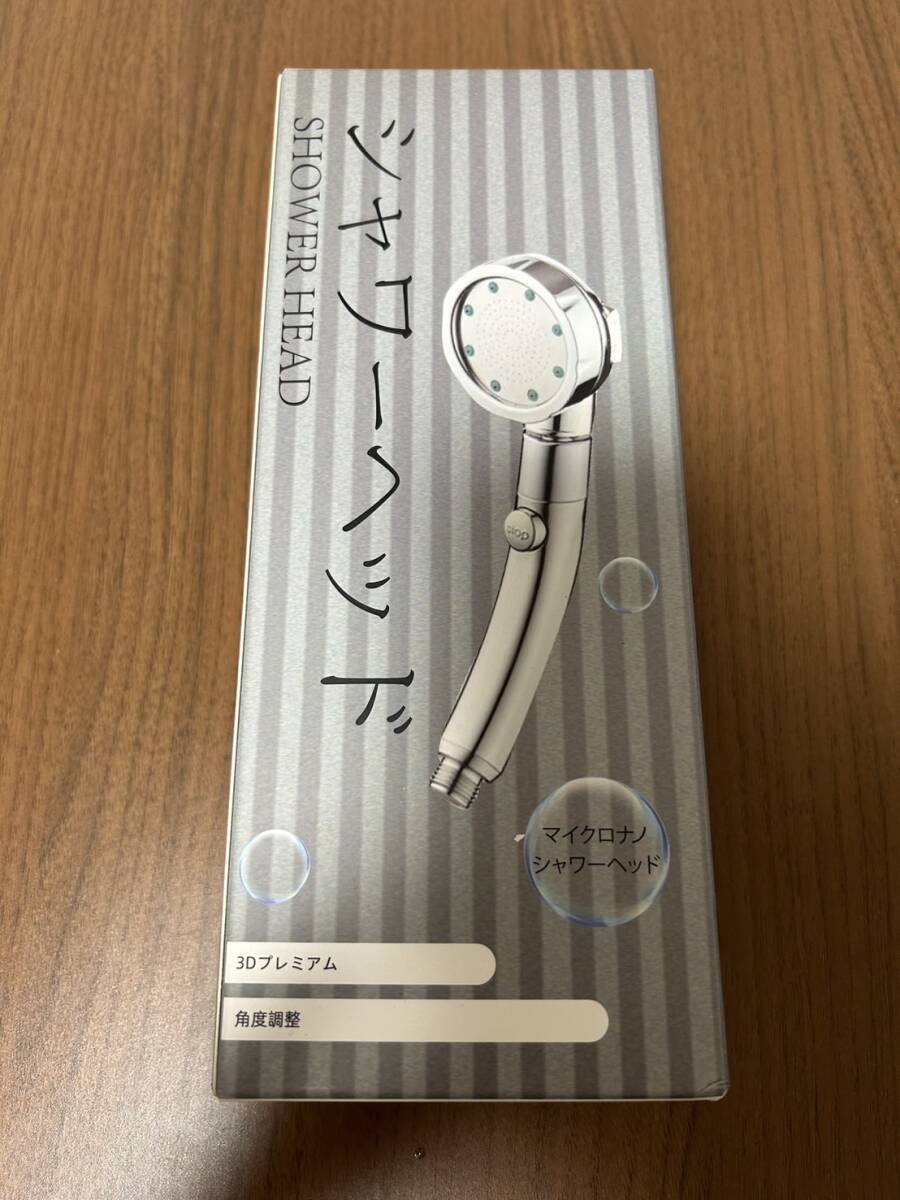 シャワーヘッド
SHOWER HEAD
stop
マイクロナノ
シャワーヘッド
3Dプレミアム
角度調整